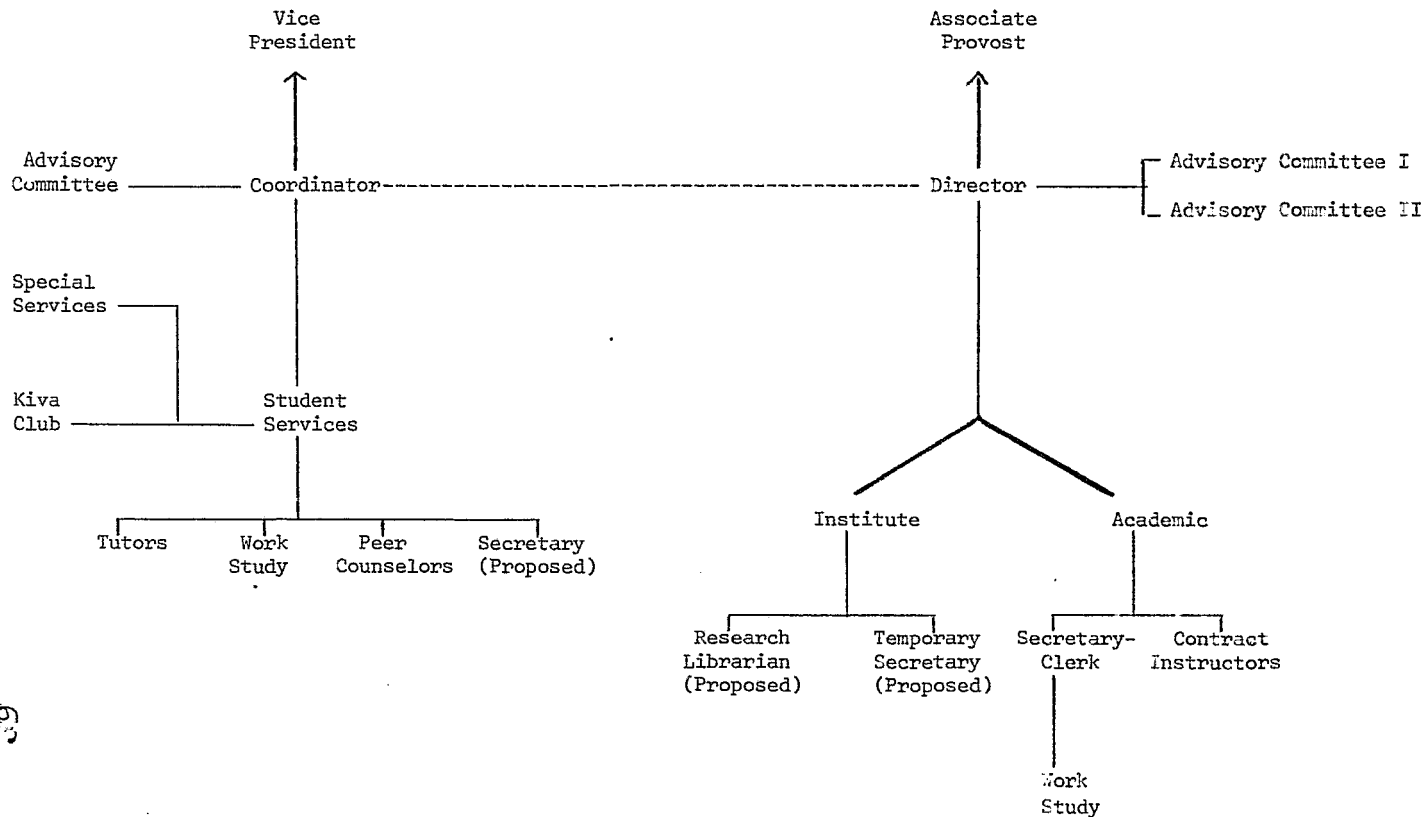 Vice
President
Associate
Provost
Advisory
Committee
Coordinator
Director
Advisory Committee I
Advisory Committee II
Special
Services
Kiva
Club
Student
Services
Tutors
Work
Study
Peer
Counselors
Secretary
(Proposed)
Institute
Academic
Research
Librarian
(Proposed)
Temporary
Secretary
(Proposed)
Secretary-
Clerk
Contract
Instructors
Work
Study